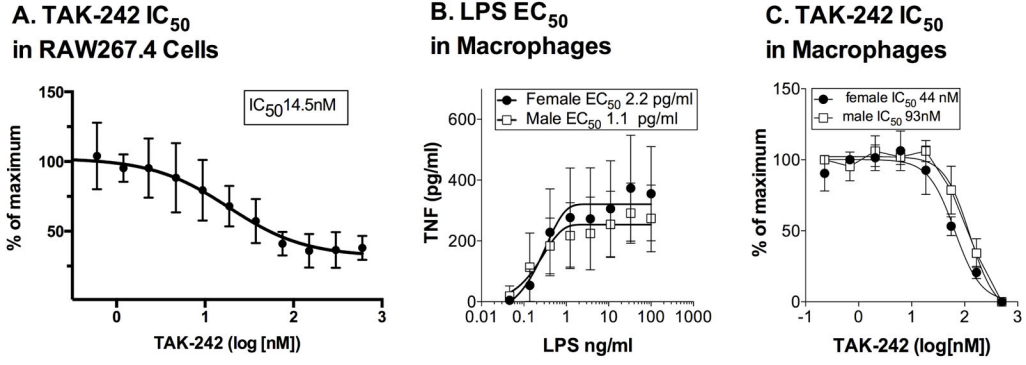 A. TAK-242 IC50
in RAW267.4 Cells
IC50 14.5nM
150
100
50
% of maximum
0 1 2 3
TAK-242 (log [nM])
B. LPS EC50
in Macrophages
Female EC50 2.2 pg/ml
Male EC50 1.1 pg/ml
600
400
200
0
TNF (pg/ml)
0.01 0.1 1 10 100 1000
LPS ng/ml
C. TAK-242 IC50
in Macrophages
female IC50 44 nM
male IC50 93nM
150
100
50
0
% of maximum
-1 0 1 2 3
TAK-242 (log[nM])